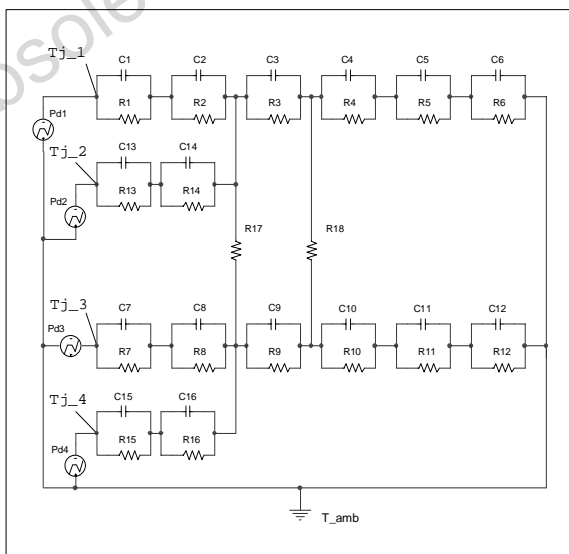 Tj_1
C1 C2 C3 C4 C5 C6
R1 R2 R3 R4 R5 R6
Pd1
Tj_2
C13 C14
R13 R14
Pd2
R17 R18
Tj_3
C7 C8 C9 C10 C11 C12
Pd3
R7 R8 R9 R10 R11 R12
Tj_4
C15 C16
R15 R16
Pd4
T_amb